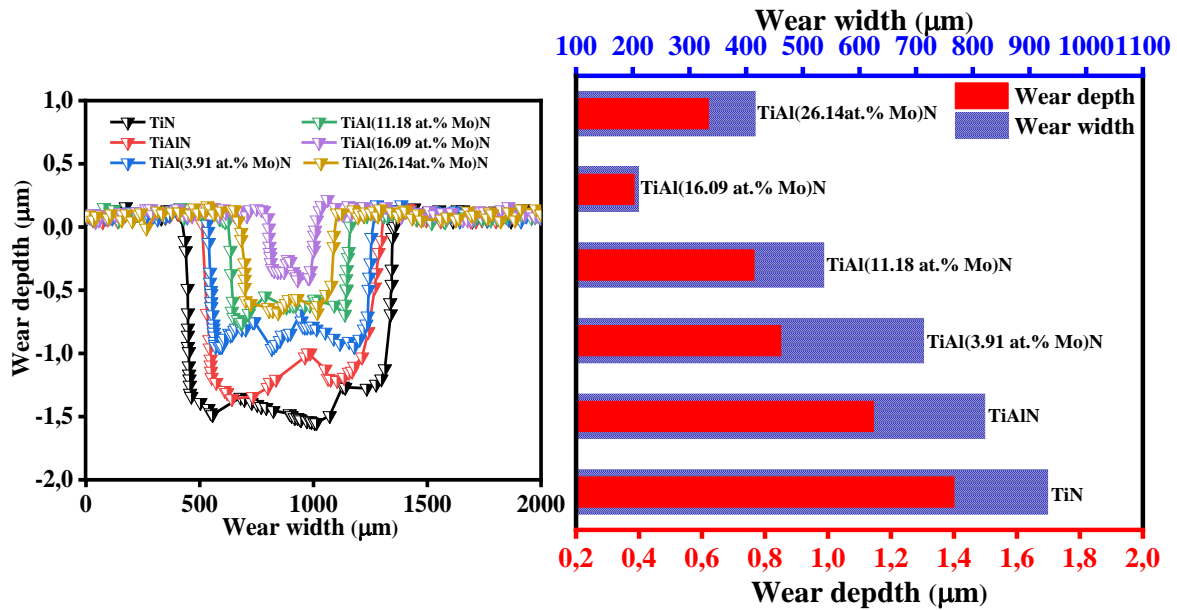 Wear width (μm)
100 200 300 400 500 600 700 800 900 1000 1100
Wear depth
Wear width
TiAl(26.14at.% Mo)N
TiAl(16.09 at.% Mo)N
TiAl(11.18 at.% Mo)N
TiAl(3.91 at.% Mo)N
TiAlN
TiN
0,2 0,4 0,6 0,8 1,0 1,2 1,4 1,6 1,8 2,0
Wear depdth (μm)
1,0
0,5
0,0
-0,5
-1,0
-1,5
-2,0
Wear depdth (μm)
TiN
TiAlN
TiAl(3.91 at.% Mo)N
TiAl(11.18 at.% Mo)N
TiAl(16.09 at.% Mo)N
TiAl(26.14at.% Mo)N
0 500 1000 1500 2000
Wear width (μm)